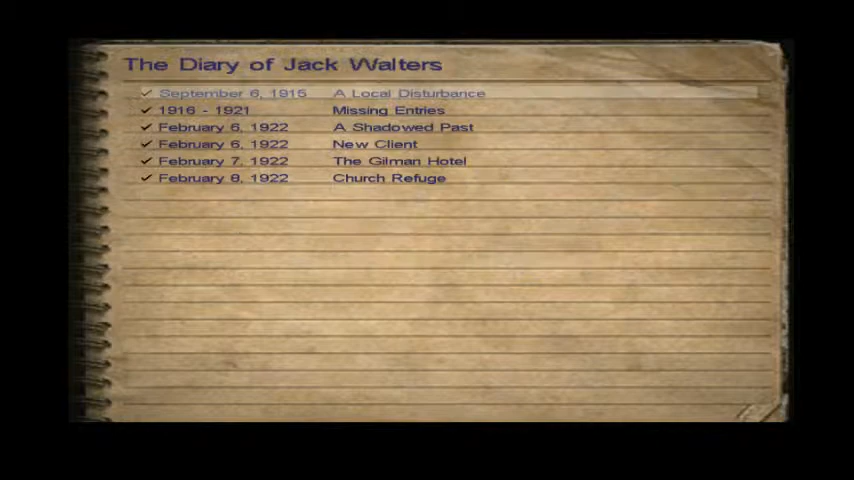 The Diary of Jack Walters
✓ September 6, 1915 A Local Disturbance
✓ 1916 - 1921 Missing Entries
✓ February 6, 1922 A Shadowed Past
✓ February 6, 1922 New Client
✓ February 7, 1922 The Gilman Hotel
✓ February 8, 1922 Church Refuge